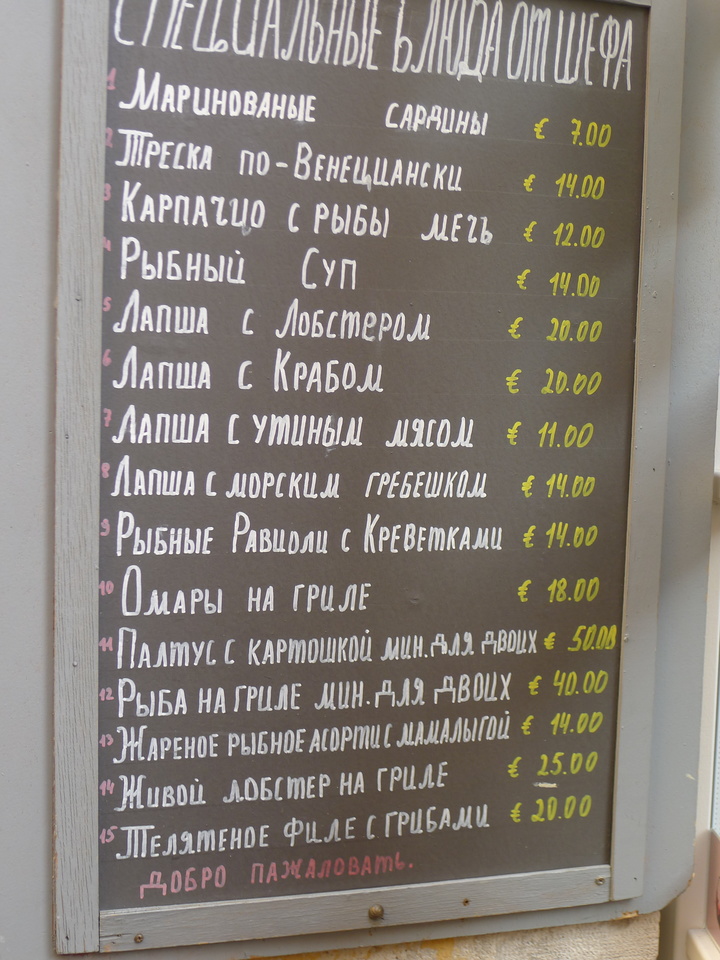 СПЕЦИАЛЬНЫЕ БЛЮДА ОТ ШЕФА
1 Маринованые сардины € 7.00
2 Треска по-Венециански € 14.00
3 Карпачцо с рыбы мечь € 12.00
4 Рыбный Суп € 14.00
5 Лапша с Лобстером € 20.00
6 Лапша с Крабом € 20.00
7 Лапша с утиным мясом € 11.00
8 Лапша с морским гребешком € 14.00
9 Рыбные Равиоли с Креветками € 14.00
10 Омары на гриле € 18.00
11 Палтус с картошкой мин. для двоих € 50.00
12 Рыба на гриле мин. для двоих € 40.00
13 Жареное рыбное асорти с мамалыгой € 14.00
14 Живой лобстер на гриле € 25.00
15 Телятеное филе с грибами € 20.00
ДОБРО ПАЖАЛОВАТЬ.